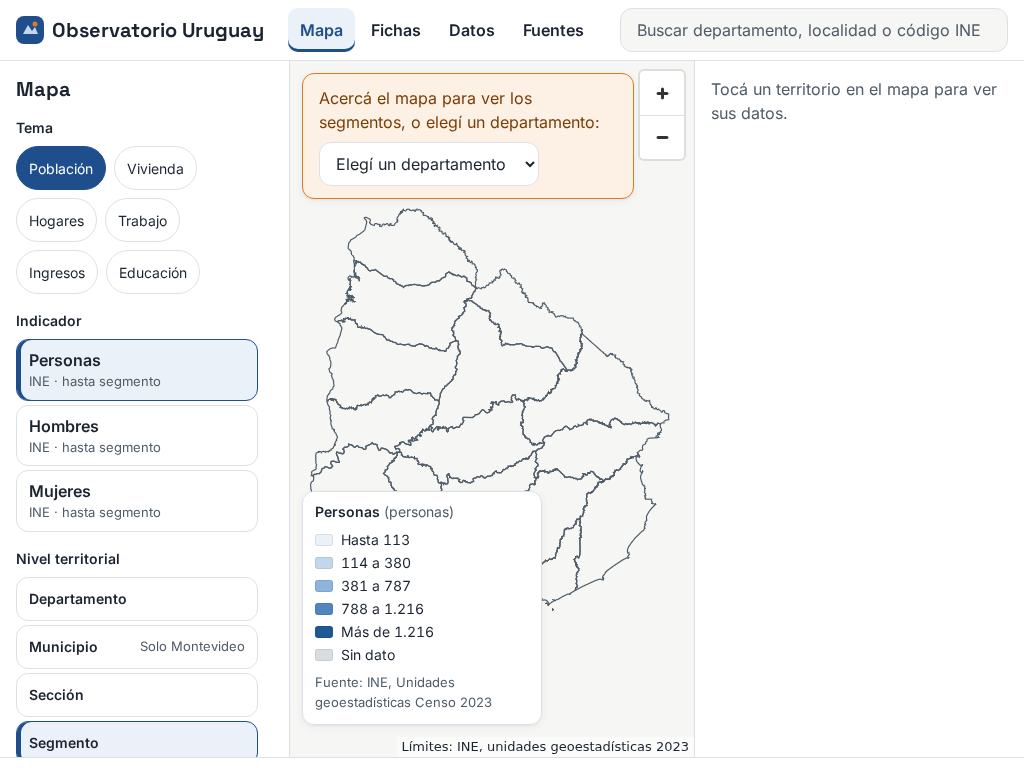 Observatorio Uruguay
Mapa
Fichas
Datos
Fuentes
Buscar departamento, localidad o código INE
Mapa
Tema
Población
Vivienda
Hogares
Trabajo
Ingresos
Educación
Indicador
Personas
INE · hasta segmento
Hombres
INE · hasta segmento
Mujeres
INE · hasta segmento
Nivel territorial
Departamento
Municipio Solo Montevideo
Sección
Segmento
Acercá el mapa para ver los
segmentos, o elegí un departamento:
Elegí un departamento
+
−
Personas (personas)
Hasta 113
114 a 380
381 a 787
788 a 1.216
Más de 1.216
Sin dato
Fuente: INE, Unidades
geoestadísticas Censo 2023
Límites: INE, unidades geoestadísticas 2023
Tocá un territorio en el mapa para ver
sus datos.